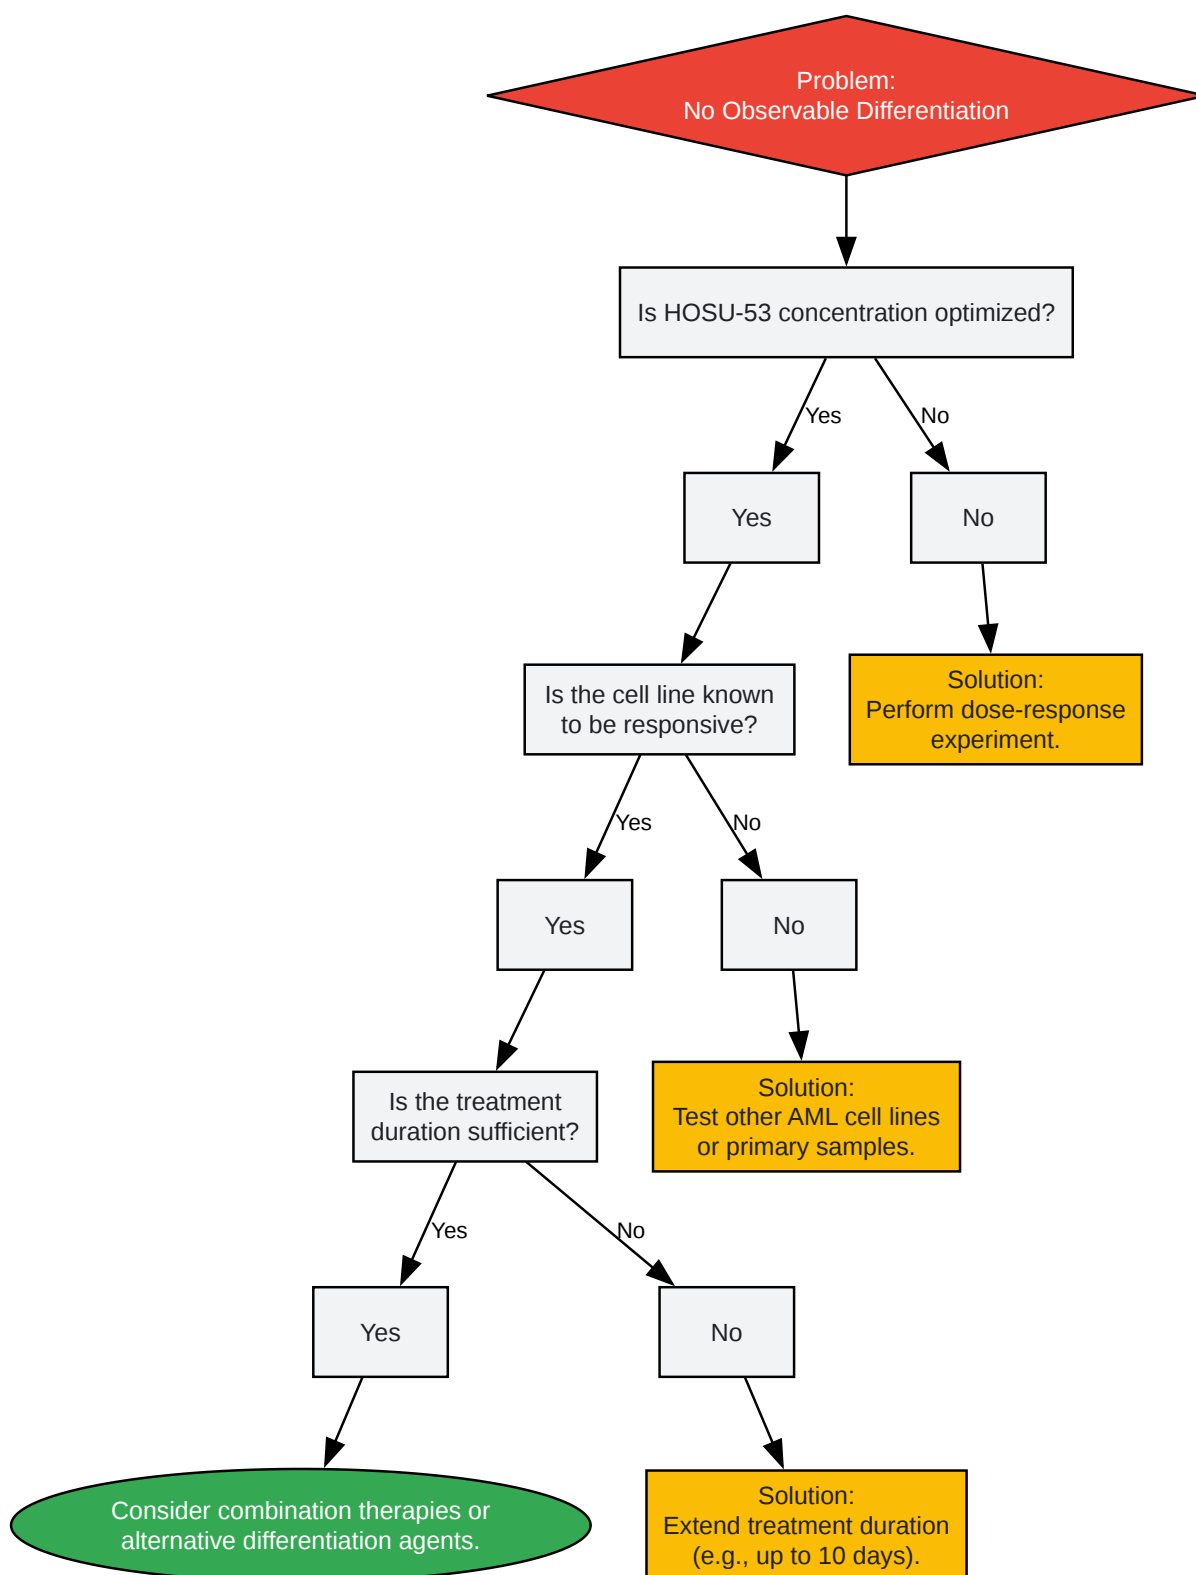 Problem:
No Observable Differentiation
Is HOSU-53 concentration optimized?
Yes
No
Yes
No
Is the cell line known
to be responsive?
Solution:
Perform dose-response
experiment.
Yes
No
Yes
No
Is the treatment
duration sufficient?
Solution:
Test other AML cell lines
or primary samples.
Yes
No
Yes
No
Consider combination therapies or
alternative differentiation agents.
Solution:
Extend treatment duration
(e.g., up to 10 days).